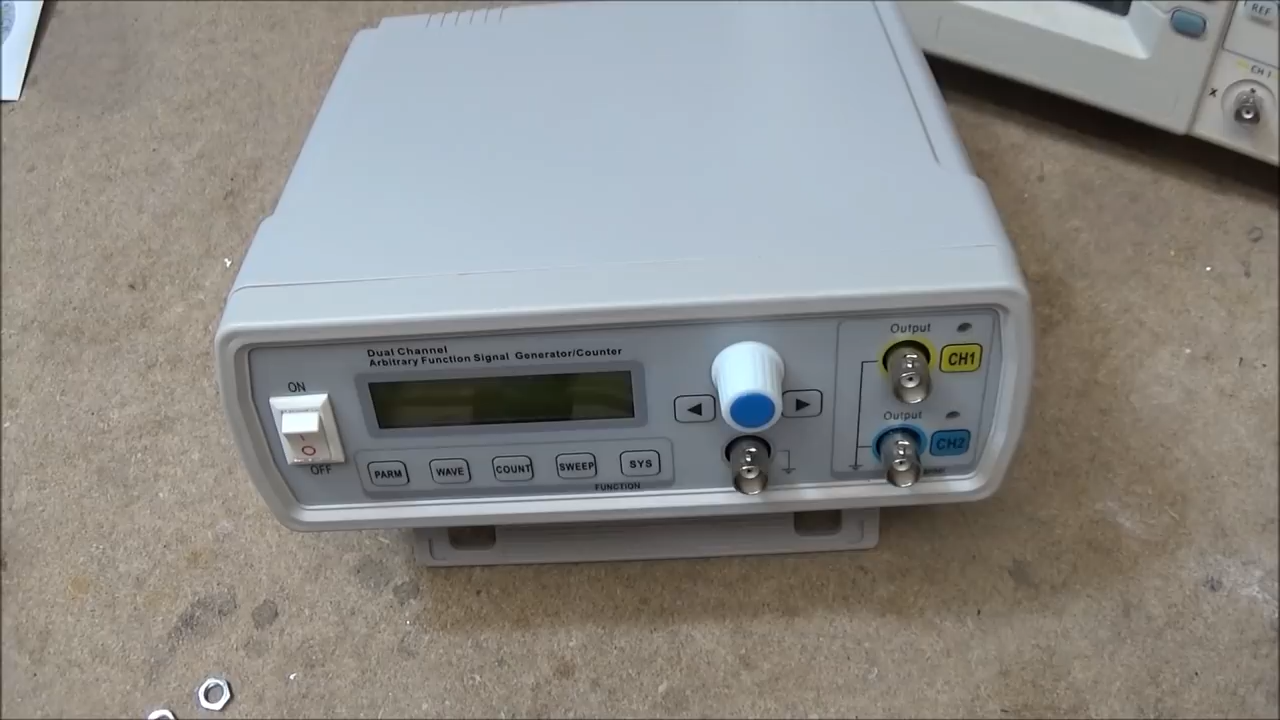 REF
CH 1
X
Dual Channel
Arbitrary Function Signal Generator/Counter
ON
I
O
OFF
PARM
WAVE
COUNT
SWEEP
SYS
FUNCTION
Output
CH1
Output
CH2